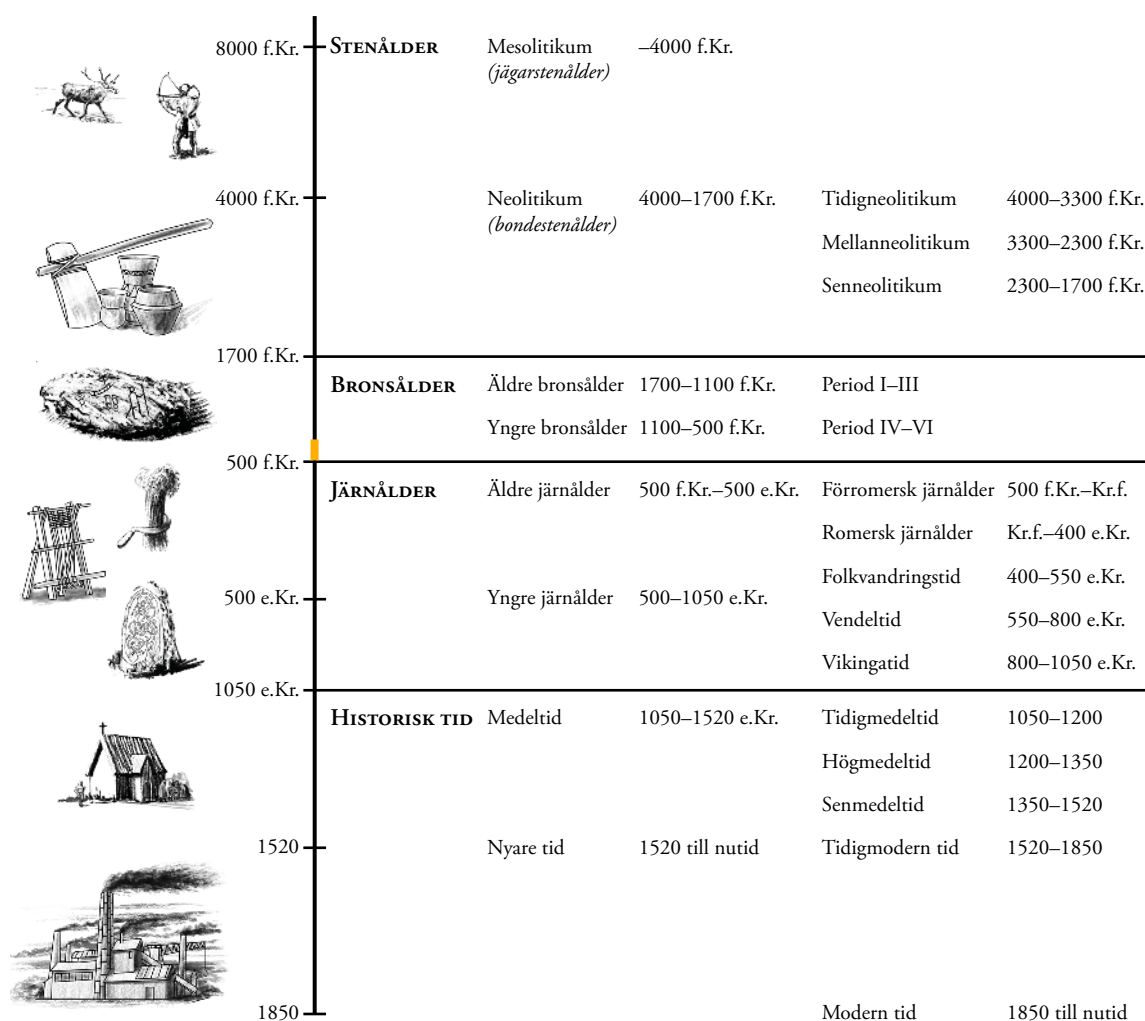 8000 f.Kr. STENÅLDER Mesolitikum –4000 f.Kr.
(jägarstenålder)
4000 f.Kr. Neolitikum 4000–1700 f.Kr. Tidigneolitikum 4000–3300 f.Kr.
(bondestenålder)
Mellanneolitikum 3300–2300 f.Kr.
Senneolitikum 2300–1700 f.Kr.
1700 f.Kr.
BRONSÅLDER Äldre bronsålder 1700–1100 f.Kr. Period I–III
Yngre bronsålder 1100–500 f.Kr. Period IV–VI
500 f.Kr.
JÄRNÅLDER Äldre järnålder 500 f.Kr.–500 e.Kr. Förromersk järnålder 500 f.Kr.–Kr.f.
Romersk järnålder Kr.f.–400 e.Kr.
Folkvandringstid 400–550 e.Kr.
500 e.Kr. Yngre järnålder 500–1050 e.Kr.
Vendeltid 550–800 e.Kr.
Vikingatid 800–1050 e.Kr.
1050 e.Kr.
HISTORISK TID Medeltid 1050–1520 e.Kr. Tidigmedeltid 1050–1200
Högmedeltid 1200–1350
Senmedeltid 1350–1520
1520 Nyare tid 1520 till nutid Tidigmodern tid 1520–1850
1850 Modern tid 1850 till nutid